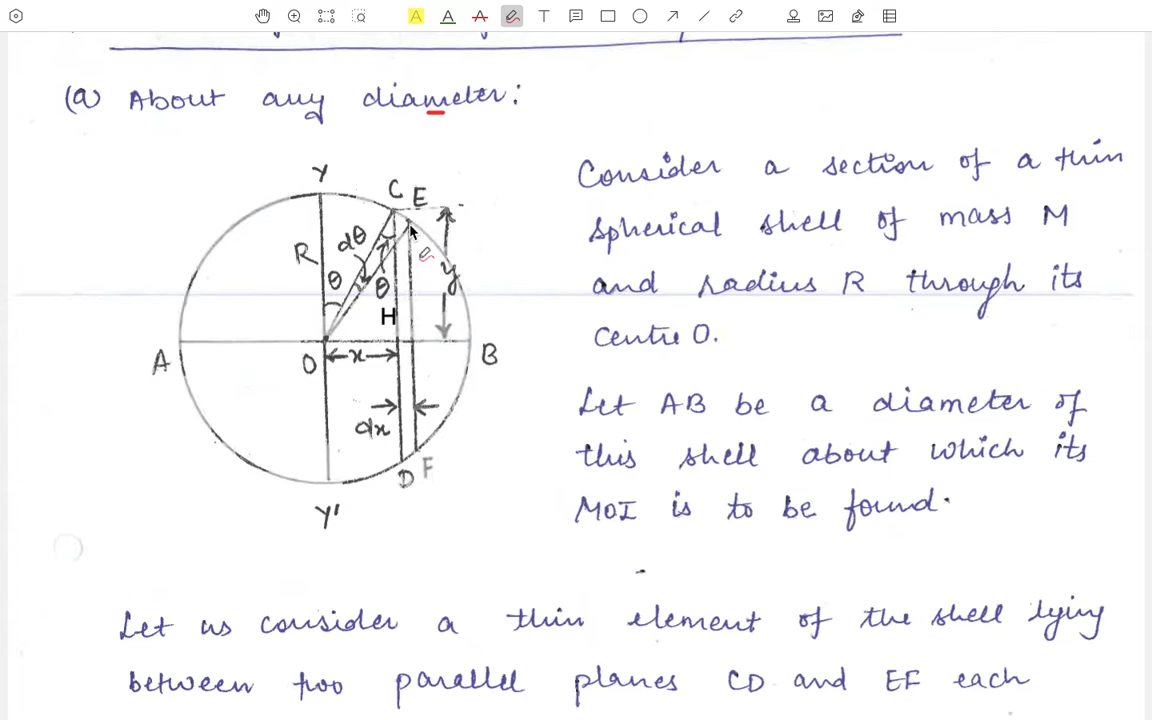 A A A T
(a) About any diameter:
Y
C E
R
dθ
θ
θ
y
H
A
O
x
B
dx
D F
Y'
Consider a section of a thin
spherical shell of mass M
and radius R through its
Centre O.
Let AB be a diameter of
this shell about which its
MOI is to be found.
Let us consider a thin element of the shell lying
between two parallel planes CD and EF each